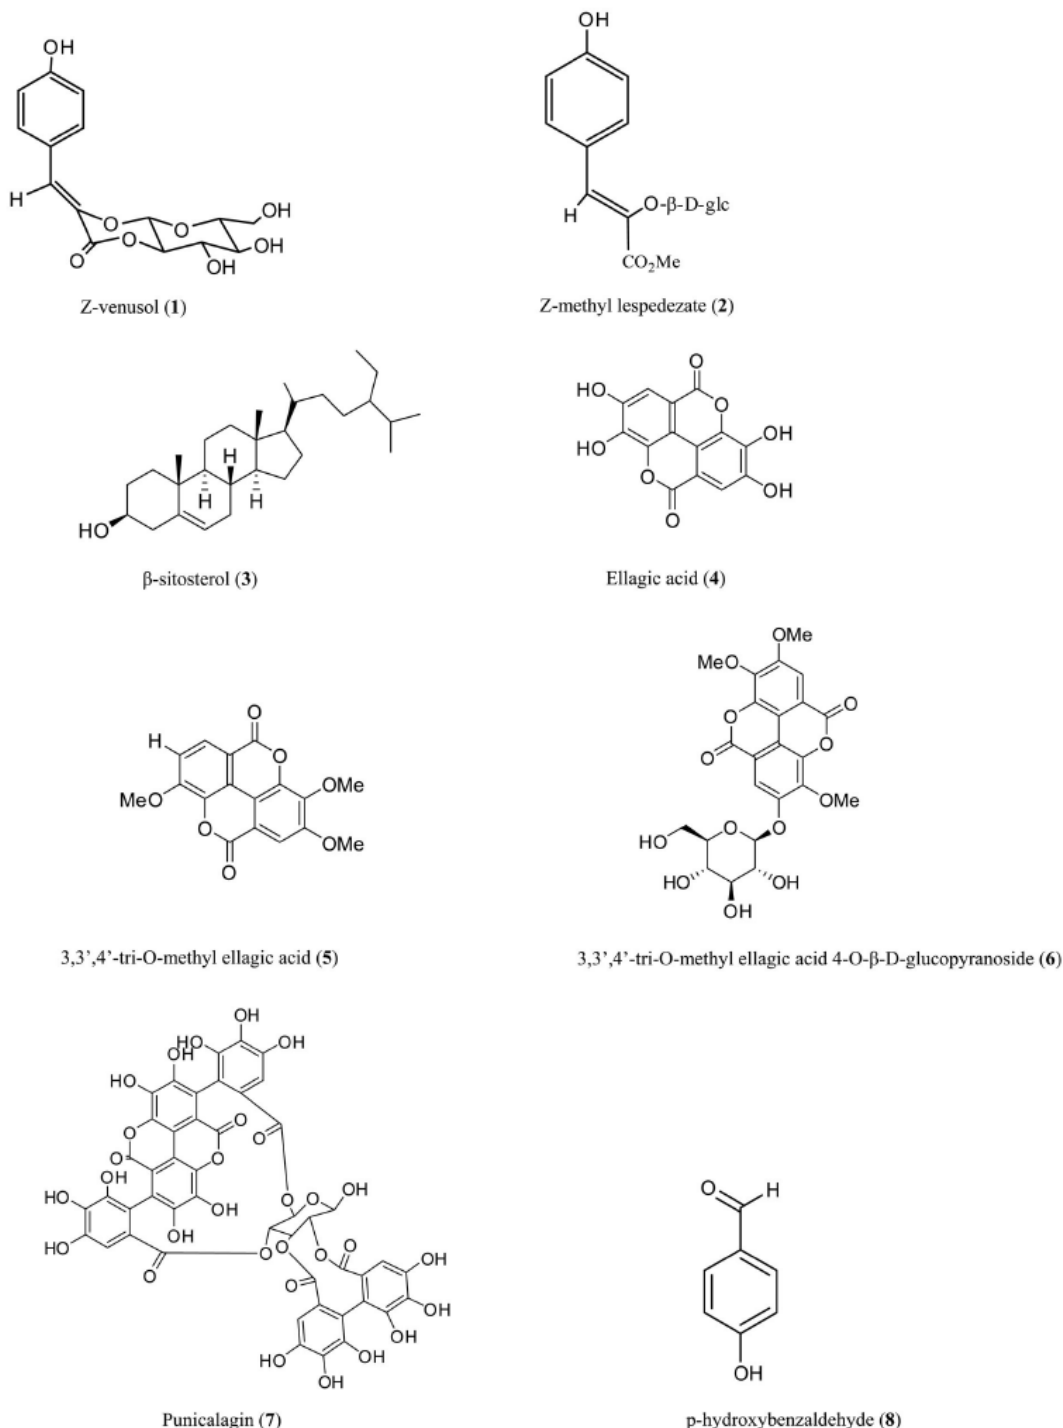 OH
H
O
O
O
O
O
OH
OH
OH
Z-venusol (1)
OH
H
O-β-D-glc
CO₂Me
Z-methyl lespedezate (2)
H
H
H
HO
β-sitosterol (3)
O
HO
O
HO
OH
O
OH
O
Ellagic acid (4)
O
H
O
MeO
OMe
O
OMe
O
3,3’,4’-tri-O-methyl ellagic acid (5)
OMe
MeO
O
O
O
O
OMe
O
O
HO
HO
OH
OH
3,3’,4’-tri-O-methyl ellagic acid 4-O-β-D-glucopyranoside (6)
OH
HO
OH
OH
OH
HO
O
O
O
O
O
OH
HO
OH
OH
HO
OH
O
O
OH
O
O
O
O
O
O
OH
OH
OH
HO
OH
OH
Punicalagin (7)
O
H
OH
p-hydroxybenzaldehyde (8)